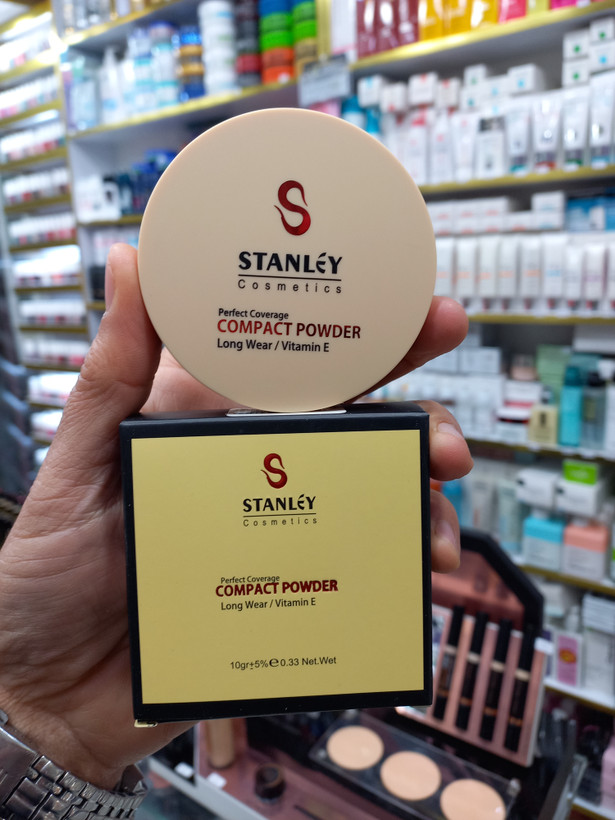 STANLÉY
Cosmetics
Perfect Coverage
COMPACT POWDER
Long Wear / Vitamin E
STANLÉY
Cosmetics
Perfect Coverage
COMPACT POWDER
Long Wear / Vitamin E
10gr±5%℮0.33 Net.Wet